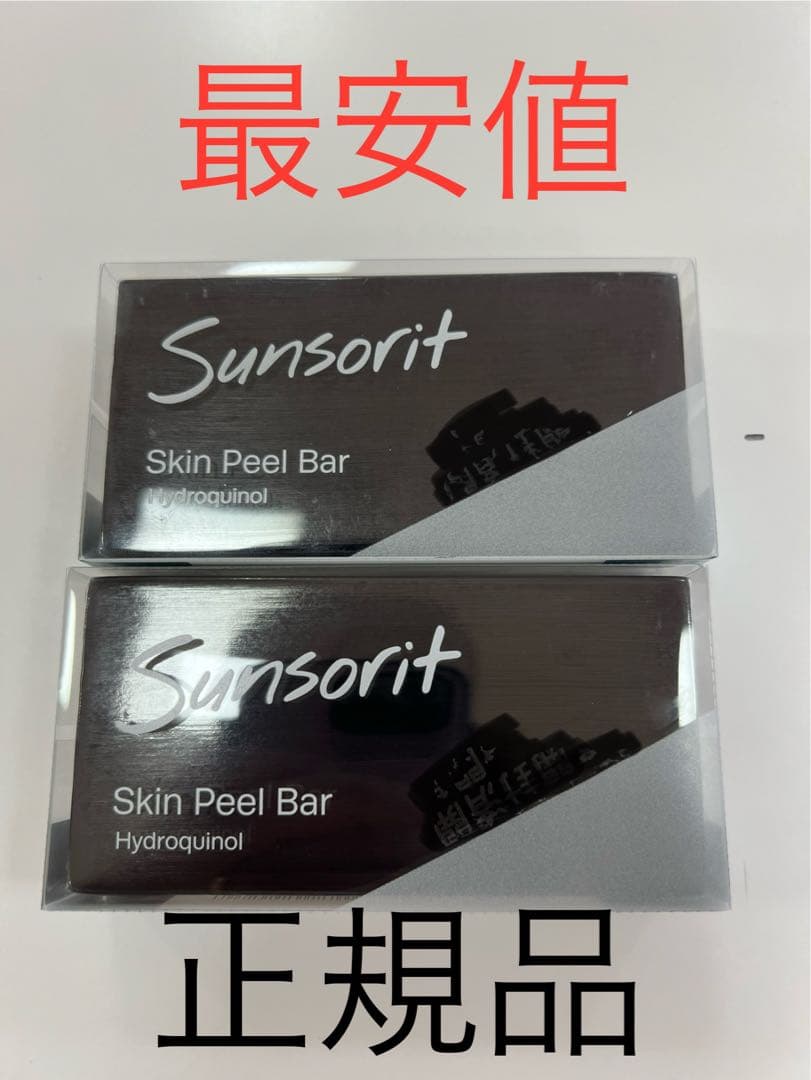 最安値
Sunsorit
Skin Peel Bar
Hydroquinol
Sunsorit
Skin Peel Bar
Hydroquinol
正規品